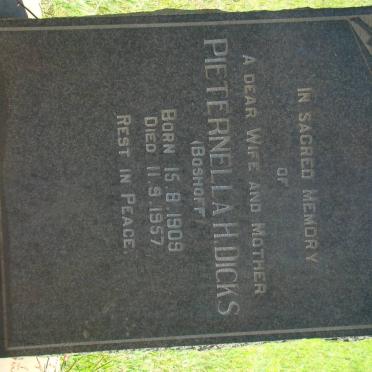 IN SACRED MEMORY
OF
A DEAR WIFE AND MOTHER
PIETERNELLA H. DICKS
(BOSHOFF)
BORN 15.8.1909
DIED 11.9.1957
REST IN PEACE.